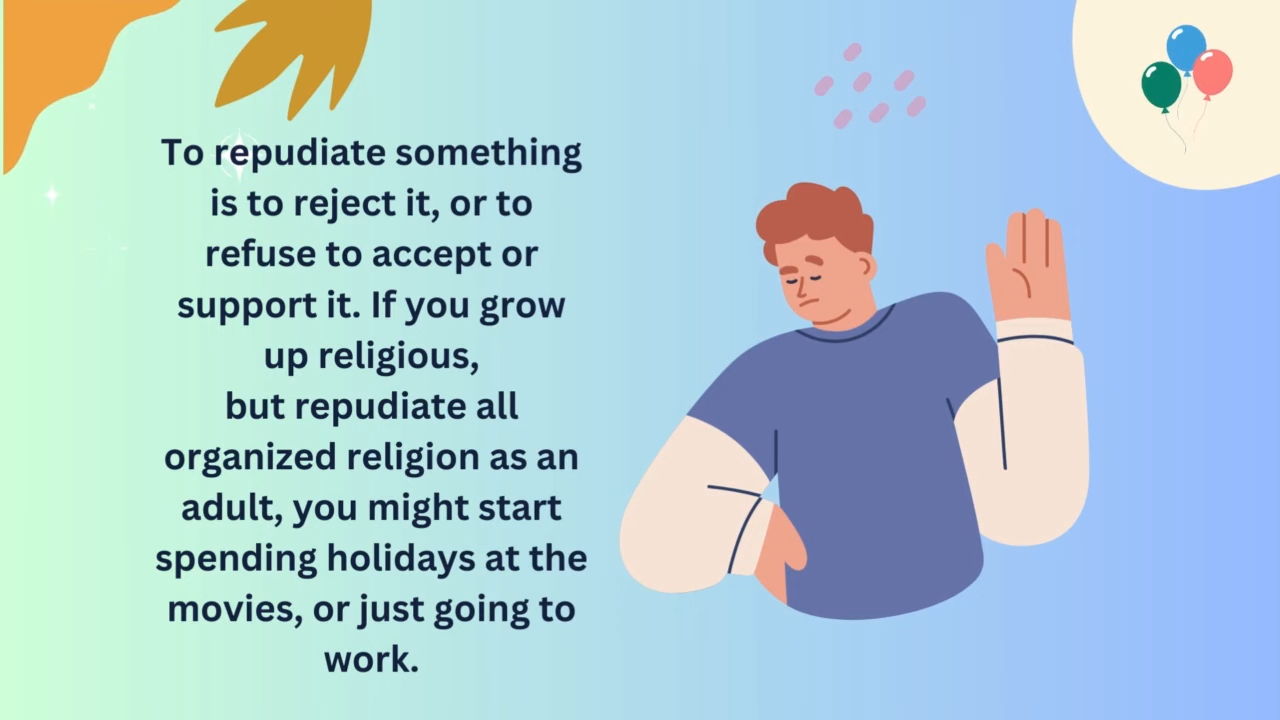 To repudiate something
is to reject it, or to
refuse to accept or
support it. If you grow
up religious,
but repudiate all
organized religion as an
adult, you might start
spending holidays at the
movies, or just going to
work.